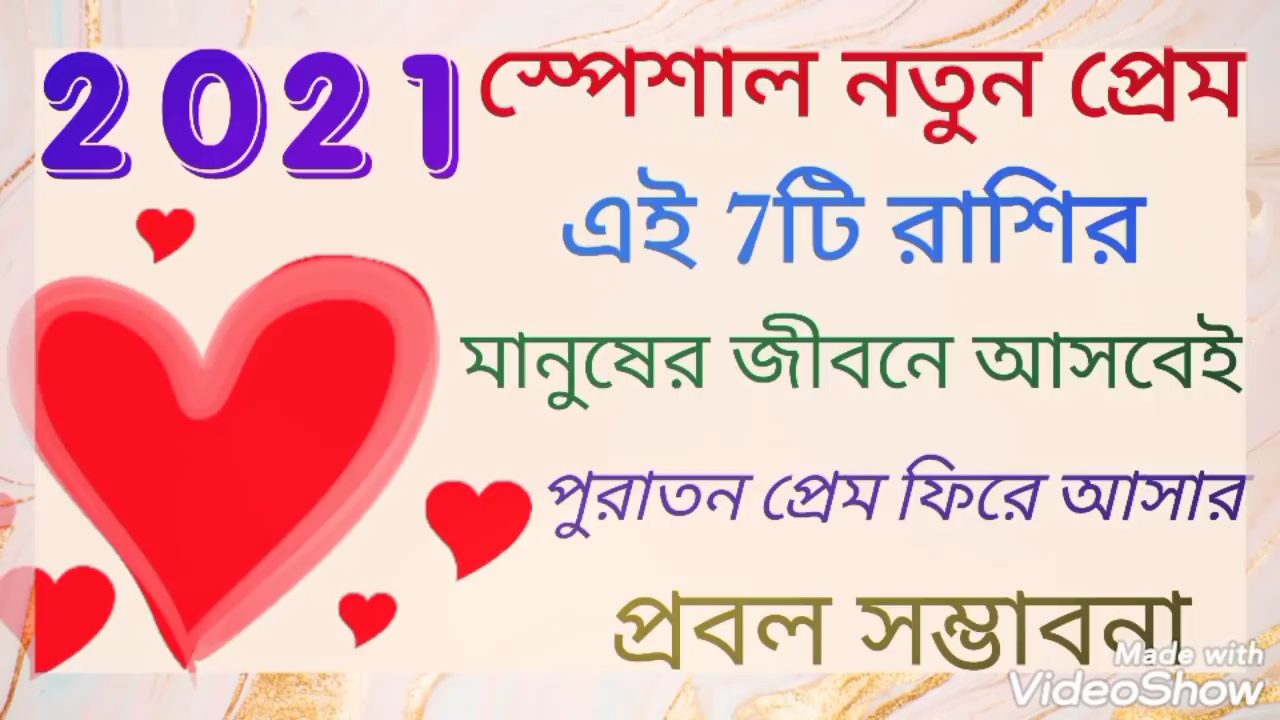 2021 স্পেশাল নতুন প্রেম
এই 7টি রাশির
মানুষের জীবনে আসবেই
পুরাতন প্রেম ফিরে আসার
প্রবল সম্ভাবনা
Made with
VideoShow